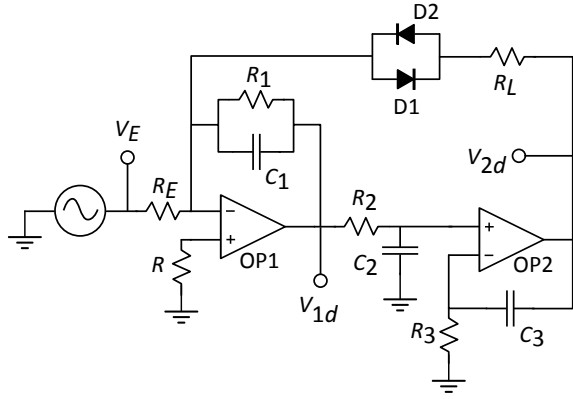 D2
D1
R1
RL
C1
VE
RE
V2d
R2
−
+
OP1
R
V1d
C2
+
−
OP2
R3
C3